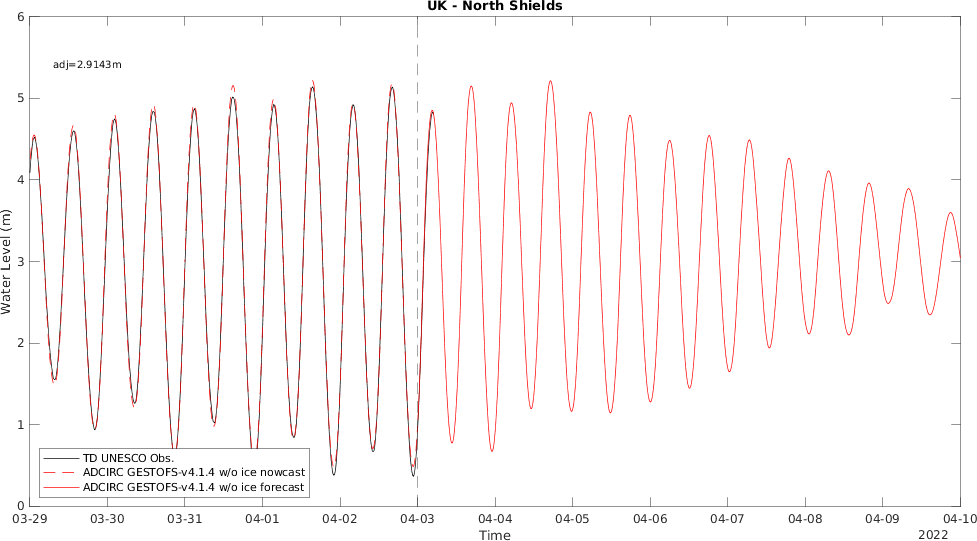 UK - North Shields
adj=2.9143m
6
5
4
3
2
1
0
Water Level (m)
TD UNESCO Obs.
ADCIRC GESTOFS-v4.1.4 w/o ice nowcast
ADCIRC GESTOFS-v4.1.4 w/o ice forecast
03-29 03-30 03-31 04-01 04-02 04-03 04-04 04-05 04-06 04-07 04-08 04-09 04-10
Time
2022